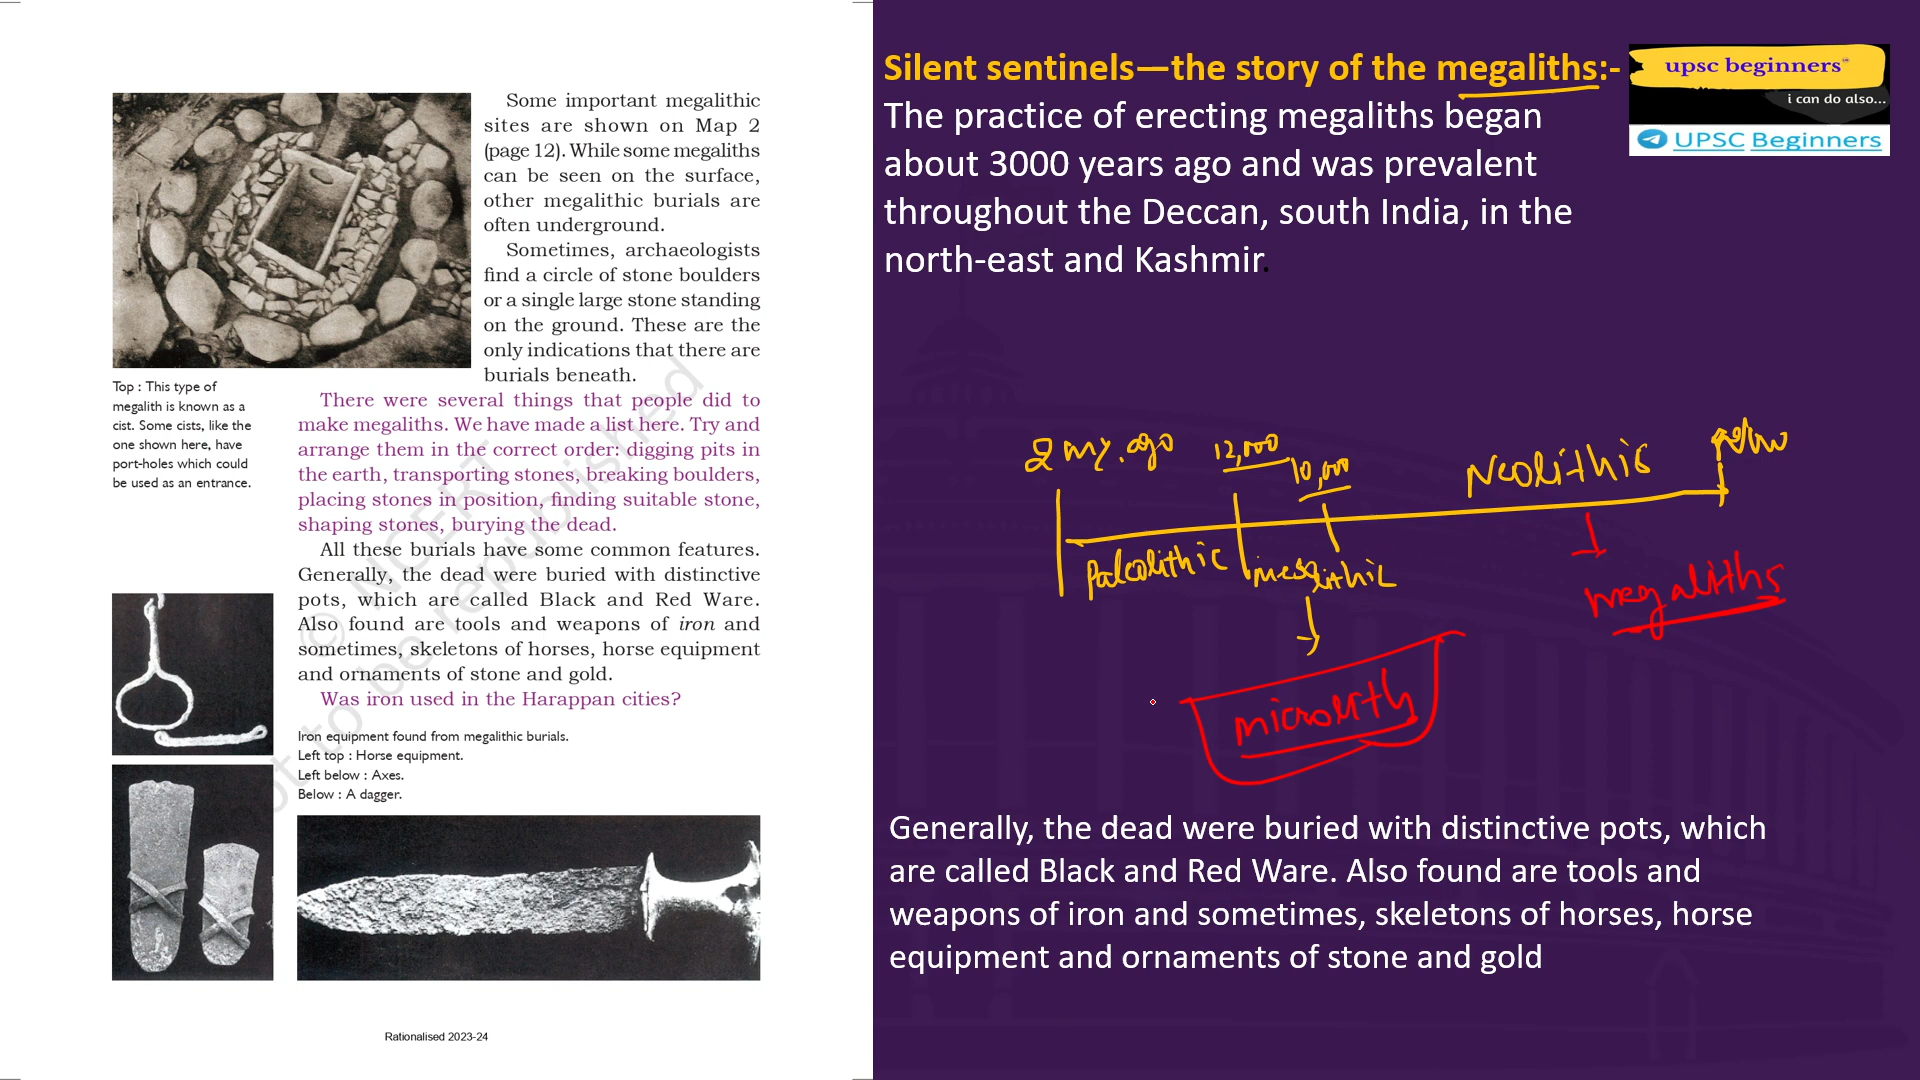 Some important megalithic
sites are shown on Map 2
(page 12). While some megaliths
can be seen on the surface,
other megalithic burials are
often underground.
Sometimes, archaeologists
find a circle of stone boulders
or a single large stone standing
on the ground. These are the
only indications that there are
burials beneath.
Top : This type of
megalith is known as a
cist. Some cists, like the
one shown here, have
port-holes which could
be used as an entrance.
There were several things that people did to
make megaliths. We have made a list here. Try and
arrange them in the correct order: digging pits in
the earth, transporting stones, breaking boulders,
placing stones in position, finding suitable stone,
shaping stones, burying the dead.
All these burials have some common features.
Generally, the dead were buried with distinctive
pots, which are called Black and Red Ware.
Also found are tools and weapons of iron and
sometimes, skeletons of horses, horse equipment
and ornaments of stone and gold.
Was iron used in the Harappan cities?
Iron equipment found from megalithic burials.
Left top : Horse equipment.
Left below : Axes.
Below : A dagger.
© NCERT
not to be republished
Rationalised 2023-24
Silent sentinels—the story of the megaliths:-
The practice of erecting megaliths began
about 3000 years ago and was prevalent
throughout the Deccan, south India, in the
north-east and Kashmir.
upsc beginners
i can do also...
UPSC Beginners
2 my. ago
12,000
10,000
Neolithic
Paleolithic
mesolithic
megaliths
microlith
Generally, the dead were buried with distinctive pots, which
are called Black and Red Ware. Also found are tools and
weapons of iron and sometimes, skeletons of horses, horse
equipment and ornaments of stone and gold